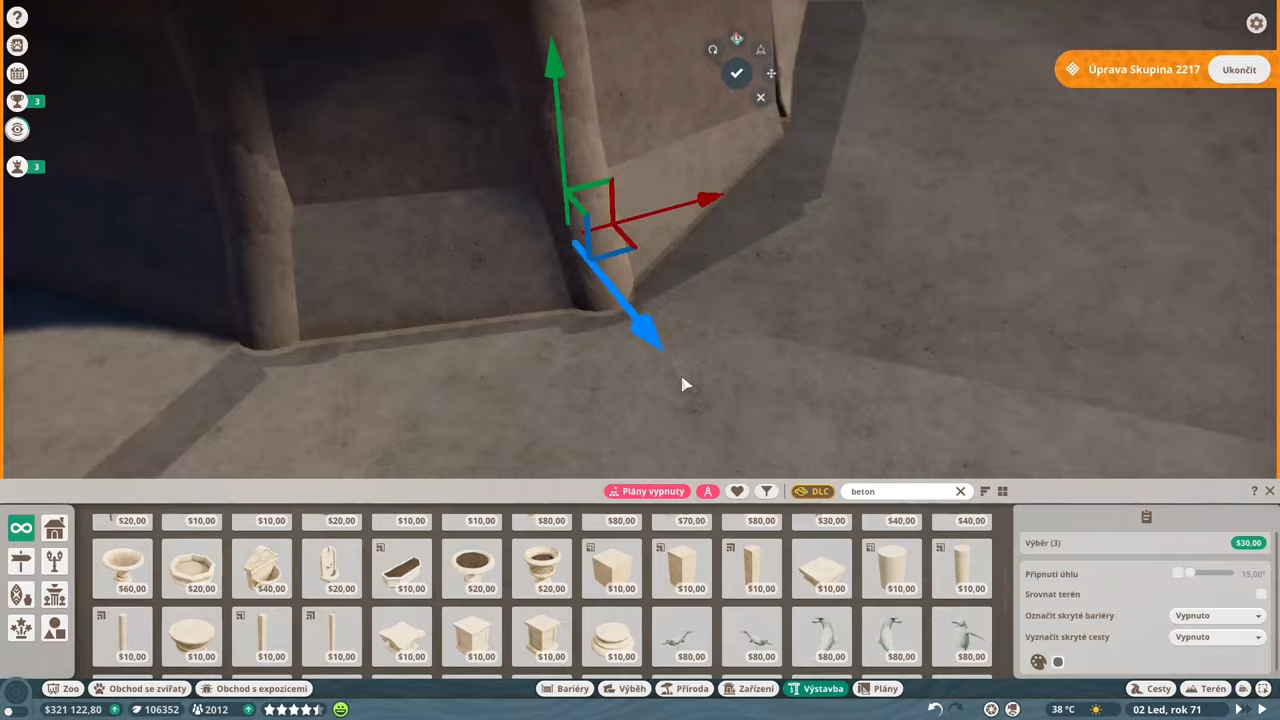 ?
Úprava Skupina 2217
Ukončit
3
3
Plány vypnuty
DLC
beton
? ×
$20,00 $10,00 $10,00 $20,00 $10,00 $80,00 $80,00 $80,00 $70,00 $80,00 $30,00 $40,00 $40,00
$60,00 $20,00 $40,00 $20,00 $10,00 $20,00 $20,00 $10,00 $10,00 $10,00 $10,00 $10,00 $10,00
$10,00 $10,00 $10,00 $10,00 $10,00 $10,00 $10,00 $10,00 $80,00 $80,00 $80,00 $80,00 $80,00
Výběr (3) $30,00
Připnutí úhlu 15,00°
Srovnat terén
Označit skryté bariéry Vypnuto
Vyznačit skryté cesty Vypnuto
Zoo Obchod se zvířaty Obchod s expozicemi Bariéry Výběh Příroda Zařízení Výstavba Plány Cesty Terén
$321 122,80 106352 2012 38 °C 02 Led, rok 71